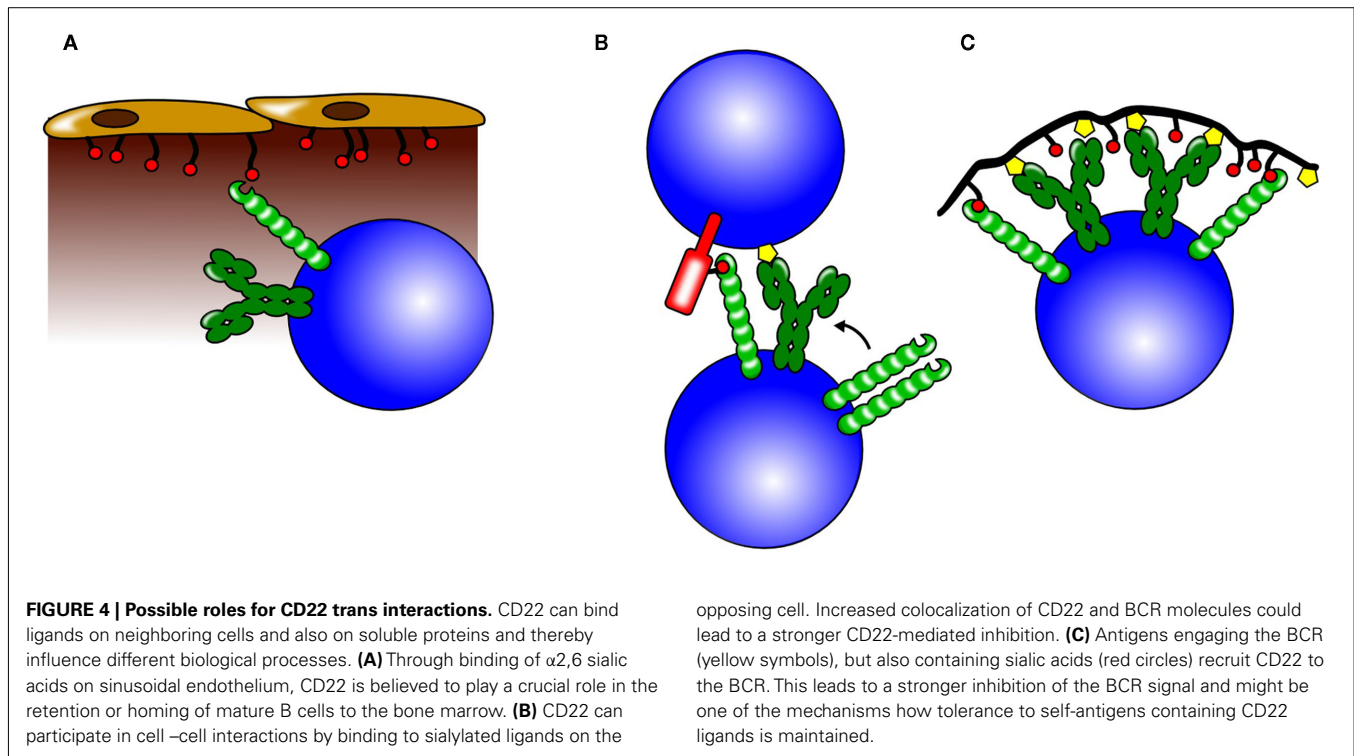 A
B
C
FIGURE 4 | Possible roles for CD22 trans interactions. CD22 can bind
ligands on neighboring cells and also on soluble proteins and thereby
influence different biological processes. (A) Through binding of α2,6 sialic
acids on sinusoidal endothelium, CD22 is believed to play a crucial role in the
retention or homing of mature B cells to the bone marrow. (B) CD22 can
participate in cell –cell interactions by binding to sialylated ligands on the
opposing cell. Increased colocalization of CD22 and BCR molecules could
lead to a stronger CD22-mediated inhibition. (C) Antigens engaging the BCR
(yellow symbols), but also containing sialic acids (red circles) recruit CD22 to
the BCR. This leads to a stronger inhibition of the BCR signal and might be
one of the mechanisms how tolerance to self-antigens containing CD22
ligands is maintained.